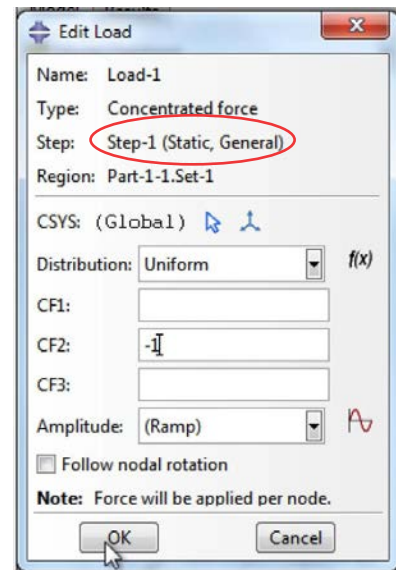 Edit Load
Name: Load-1
Type: Concentrated force
Step: Step-1 (Static, General)
Region: Part-1-1.Set-1
CSYS: (Global)
Distribution: Uniform f(x)
CF1:
CF2: -1
CF3:
Amplitude: (Ramp)
Follow nodal rotation
Note: Force will be applied per node.
OK Cancel